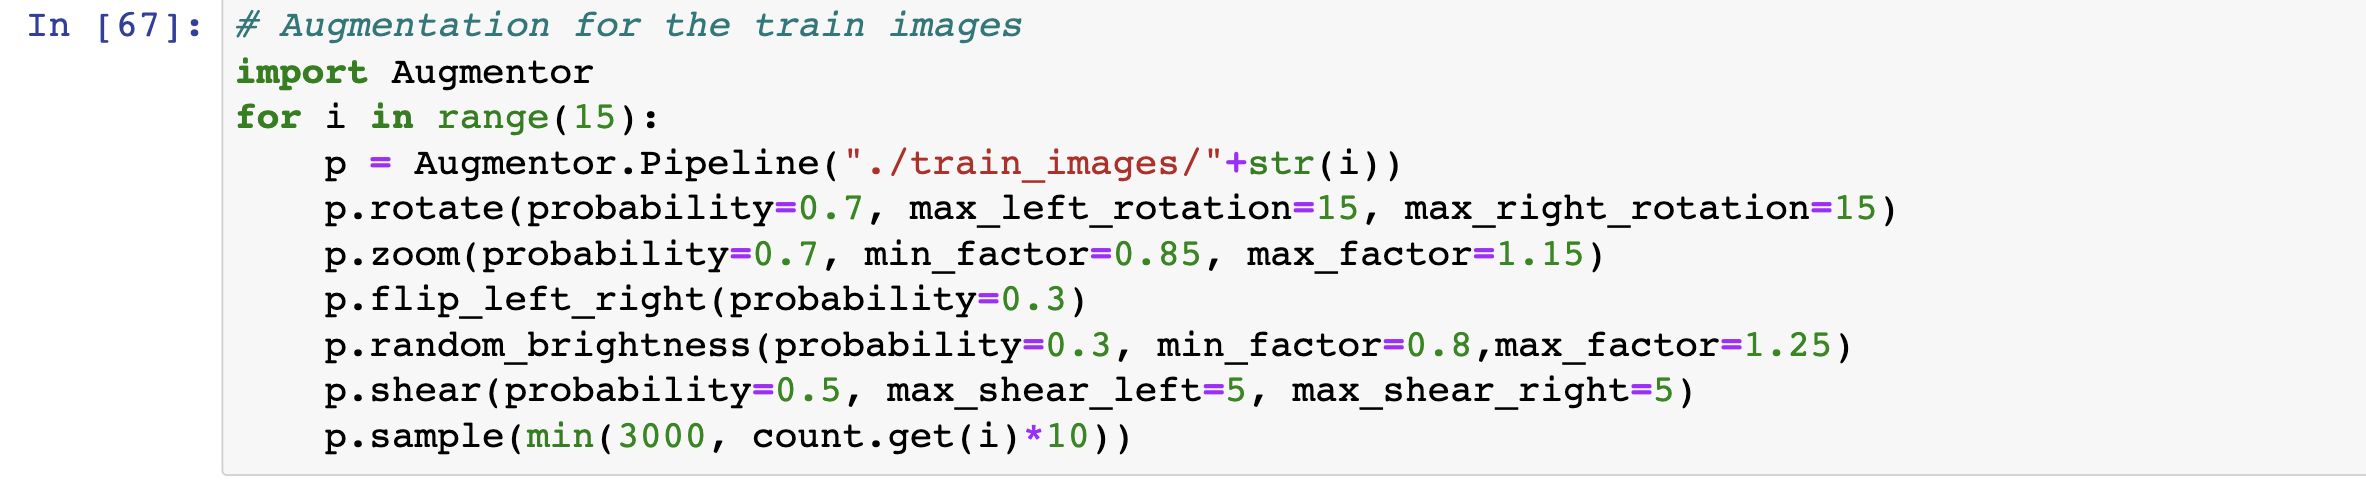 In [67]: # Augmentation for the train images
import Augmentor
for i in range(15):
    p = Augmentor.Pipeline("./train_images/"+str(i))
    p.rotate(probability=0.7, max_left_rotation=15, max_right_rotation=15)
    p.zoom(probability=0.7, min_factor=0.85, max_factor=1.15)
    p.flip_left_right(probability=0.3)
    p.random_brightness(probability=0.3, min_factor=0.8,max_factor=1.25)
    p.shear(probability=0.5, max_shear_left=5, max_shear_right=5)
    p.sample(min(3000, count.get(i)*10))